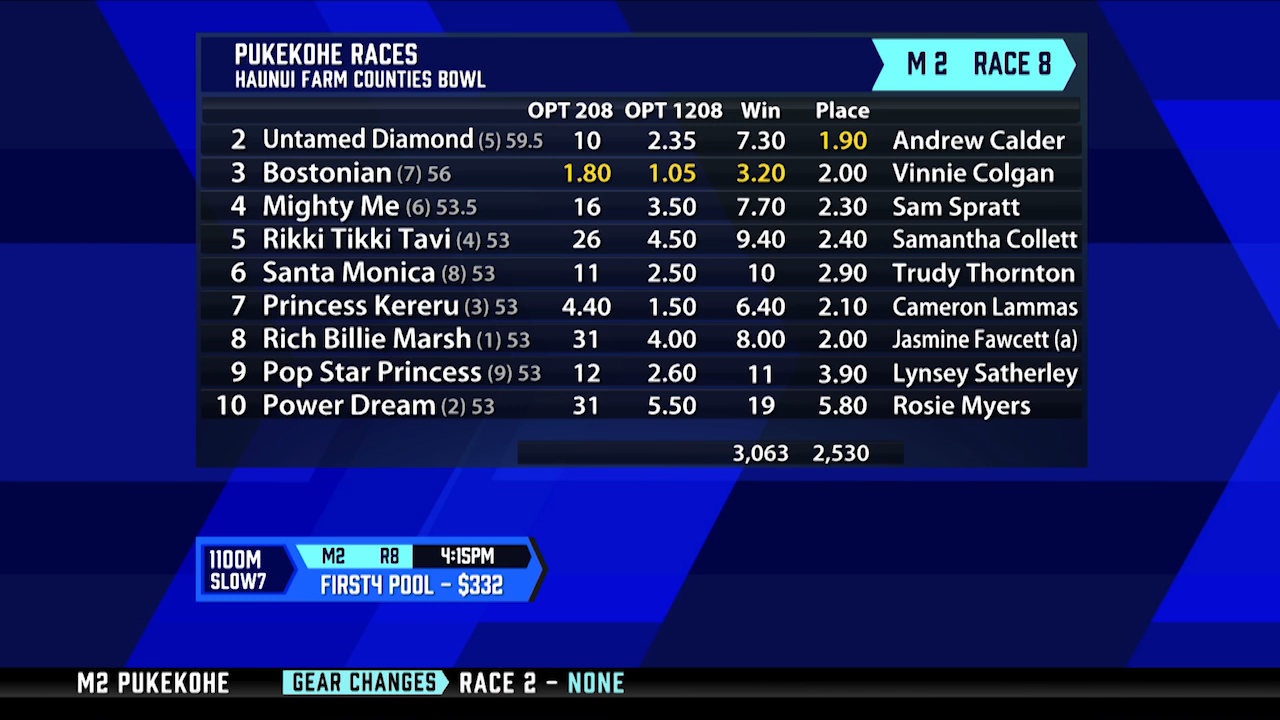 PUKEKOHE RACES
HAUNUI FARM COUNTIES BOWL
M 2 RACE 8
OPT 208 OPT 1208 Win Place
2 Untamed Diamond (5) 59.5 10 2.35 7.30 1.90 Andrew Calder
3 Bostonian (7) 56 1.80 1.05 3.20 2.00 Vinnie Colgan
4 Mighty Me (6) 53.5 16 3.50 7.70 2.30 Sam Spratt
5 Rikki Tikki Tavi (4) 53 26 4.50 9.40 2.40 Samantha Collett
6 Santa Monica (8) 53 11 2.50 10 2.90 Trudy Thornton
7 Princess Kereru (3) 53 4.40 1.50 6.40 2.10 Cameron Lammas
8 Rich Billie Marsh (1) 53 31 4.00 8.00 2.00 Jasmine Fawcett (a)
9 Pop Star Princess (9) 53 12 2.60 11 3.90 Lynsey Satherley
10 Power Dream (2) 53 31 5.50 19 5.80 Rosie Myers
3,063 2,530
1100M
SLOW7
M2 R8 4:15PM
FIRST4 POOL - $332
M2 PUKEKOHE GEAR CHANGES RACE 2 - NONE